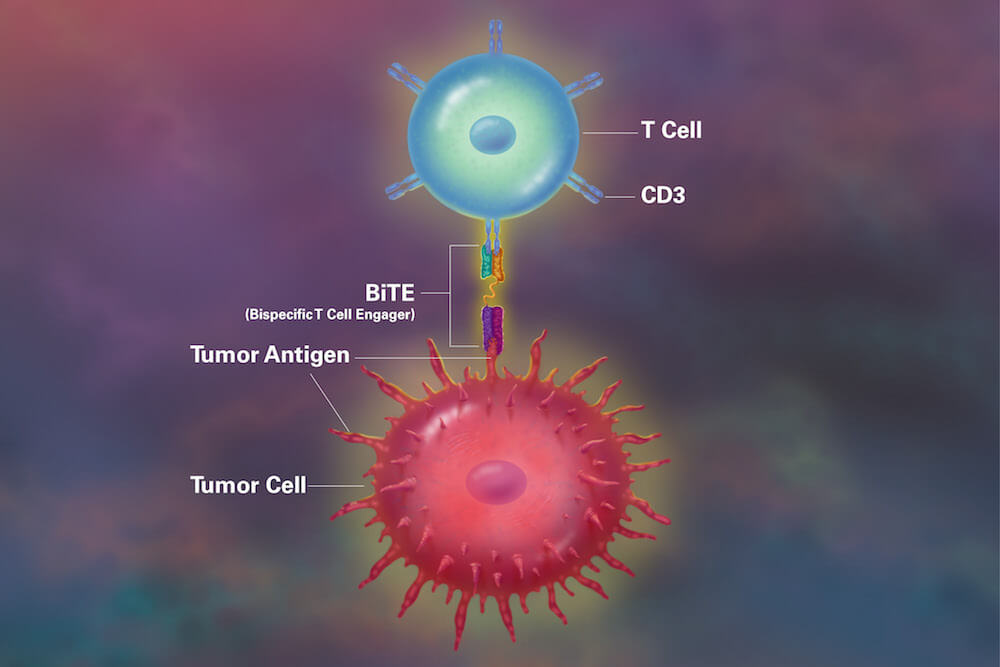 T Cell
CD3
BiTE
(Bispecific T Cell Engager)
Tumor Antigen
Tumor Cell